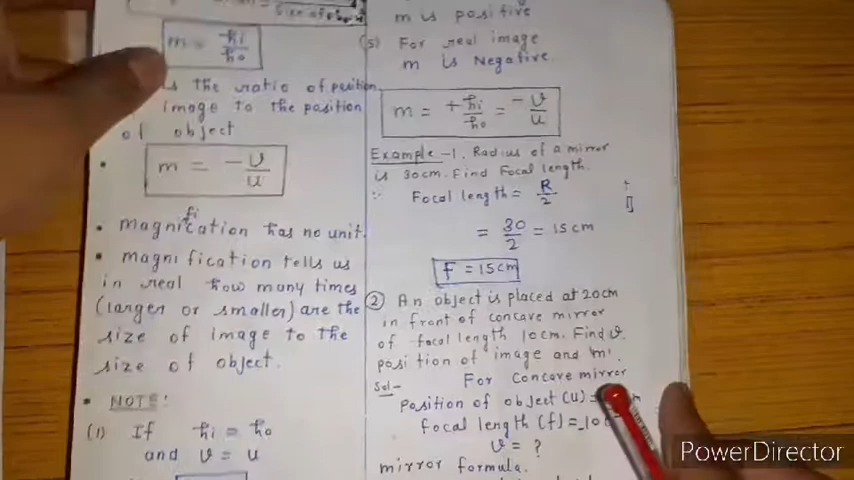 m = hi/ho
is the ratio of position
image to the position
of object
m = -v/u
magnification has no unit.
magnification tells us
in real how many times
(larger or smaller) are the
size of image to the
size of object.
NOTE:
(1) If hi = ho
and v = u
m is positive
(5) For real image
m is Negative
m = +hi/ho = -v/u
Example-1. Radius of a mirror
is 30cm. Find Focal length.
∵ Focal length = R/2
= 30/2 = 15cm
F = 15cm
(2) An object is placed at 20cm
in front of concave mirror
of focal length 10cm. Find v.
position of image and 'm'.
Sol- For Concave mirror
Position of object (u) =
focal length (f) = -10
v = ?
mirror formula.
Made With PowerDirector